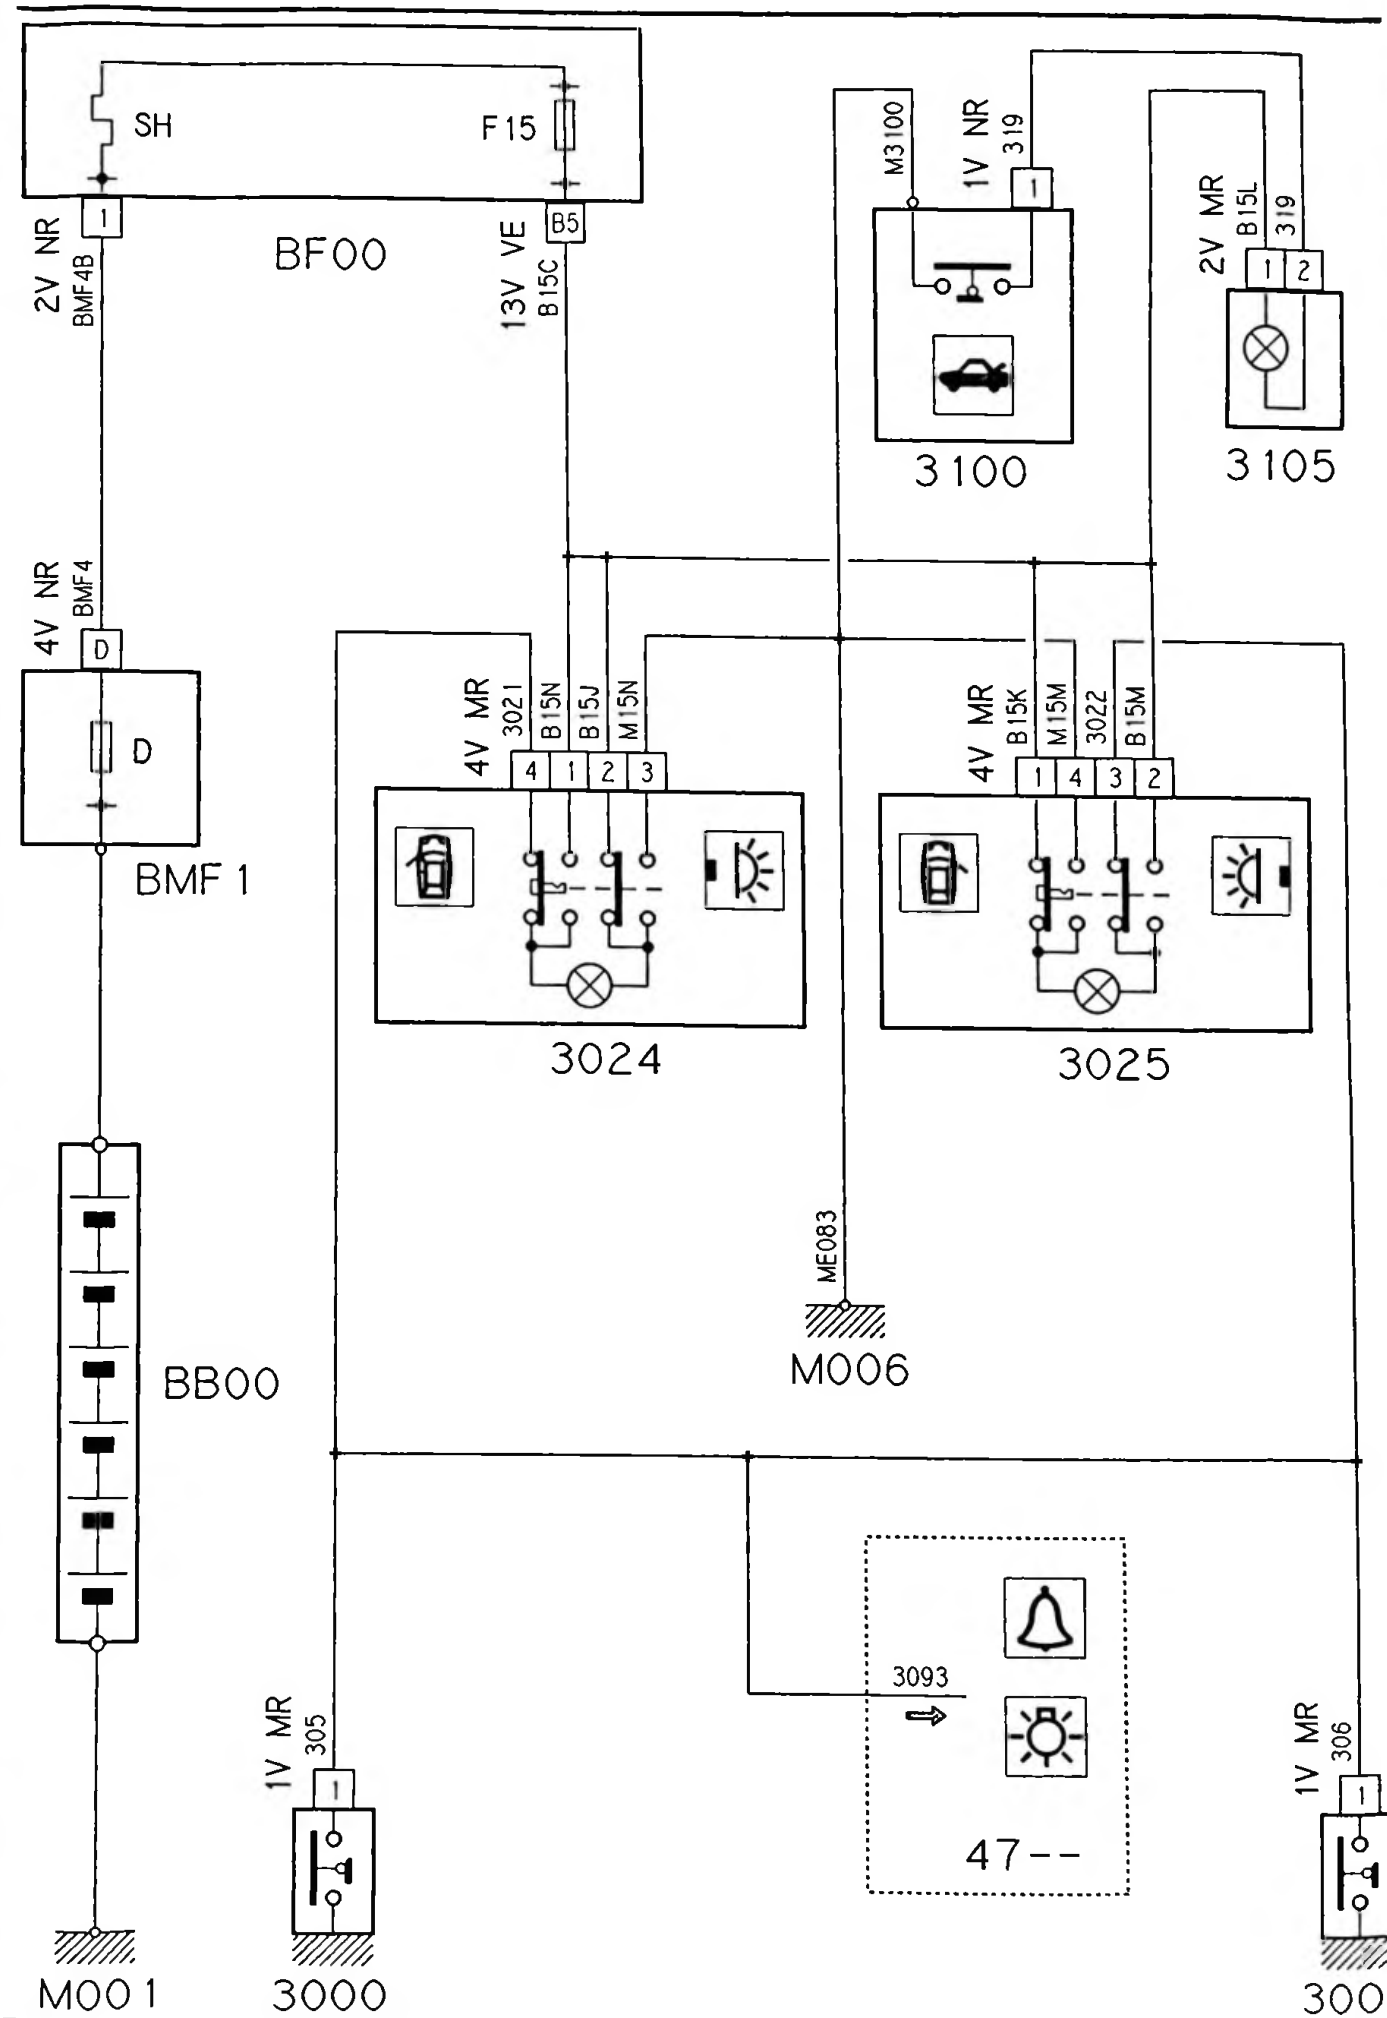 SH
F15
1
B5
BF00
2V NR
BMF4B
13V VE
B15C
M3100
1V NR
319
1
3100
2V MR
B15L
319
1
2
3105
4V NR
BMF4
D
D
BMF1
4V MR
3021
B15N
B15J
M15N
4
1
2
3
3024
4V MR
B15K
M15M
3022
B15M
1
4
3
2
3025
BB00
ME083
M006
3093
47--
1V MR
305
1
3000
1V MR
306
1
300
M001